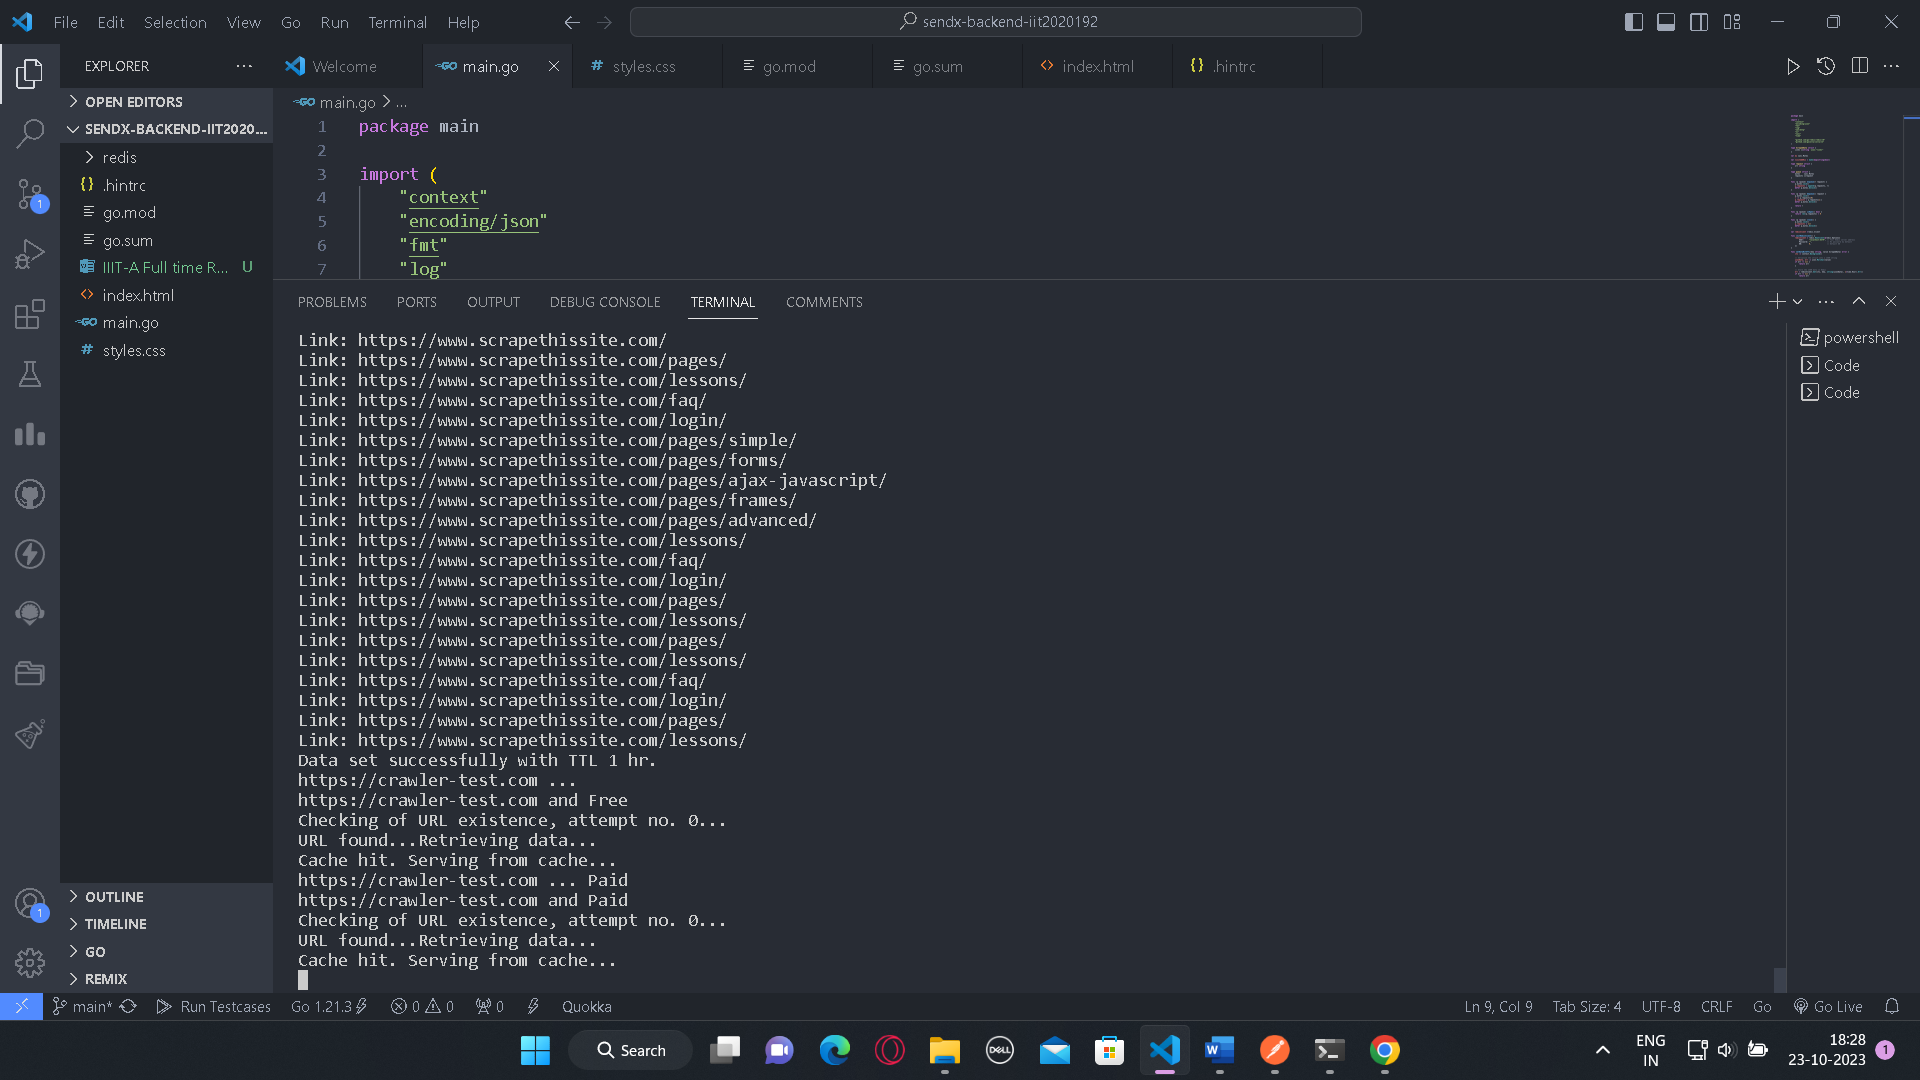 File Edit Selection View Go Run Terminal Help
sendx-backend-iit2020192
EXPLORER
Welcome
main.go
styles.css
go.mod
go.sum
index.html
.hintrc
OPEN EDITORS
SENDX-BACKEND-IIT2020...
redis
.hintrc
go.mod
go.sum
IIIT-A Full time R... U
index.html
main.go
styles.css
OUTLINE
TIMELINE
GO
REMIX
1
1
main.go > ...
1 package main
2
3 import (
4 "context"
5 "encoding/json"
6 "fmt"
7 "log"
PROBLEMS PORTS OUTPUT DEBUG CONSOLE TERMINAL COMMENTS
Link: https://www.scrapethissite.com/
Link: https://www.scrapethissite.com/pages/
Link: https://www.scrapethissite.com/lessons/
Link: https://www.scrapethissite.com/faq/
Link: https://www.scrapethissite.com/login/
Link: https://www.scrapethissite.com/pages/simple/
Link: https://www.scrapethissite.com/pages/forms/
Link: https://www.scrapethissite.com/pages/ajax-javascript/
Link: https://www.scrapethissite.com/pages/frames/
Link: https://www.scrapethissite.com/pages/advanced/
Link: https://www.scrapethissite.com/lessons/
Link: https://www.scrapethissite.com/faq/
Link: https://www.scrapethissite.com/login/
Link: https://www.scrapethissite.com/pages/
Link: https://www.scrapethissite.com/lessons/
Link: https://www.scrapethissite.com/pages/
Link: https://www.scrapethissite.com/lessons/
Link: https://www.scrapethissite.com/faq/
Link: https://www.scrapethissite.com/login/
Link: https://www.scrapethissite.com/pages/
Link: https://www.scrapethissite.com/lessons/
Data set successfully with TTL 1 hr.
https://crawler-test.com ...
https://crawler-test.com and Free
Checking of URL existence, attempt no. 0...
URL found...Retrieving data...
Cache hit. Serving from cache...
https://crawler-test.com ... Paid
https://crawler-test.com and Paid
Checking of URL existence, attempt no. 0...
URL found...Retrieving data...
Cache hit. Serving from cache...
powershell
Code
Code
main* Run Testcases Go 1.21.3 0 0 0 Quokka Ln 9, Col 9 Tab Size: 4 UTF-8 CRLF Go Go Live
Search
DELL
ENG
IN
18:28
23-10-2023
1